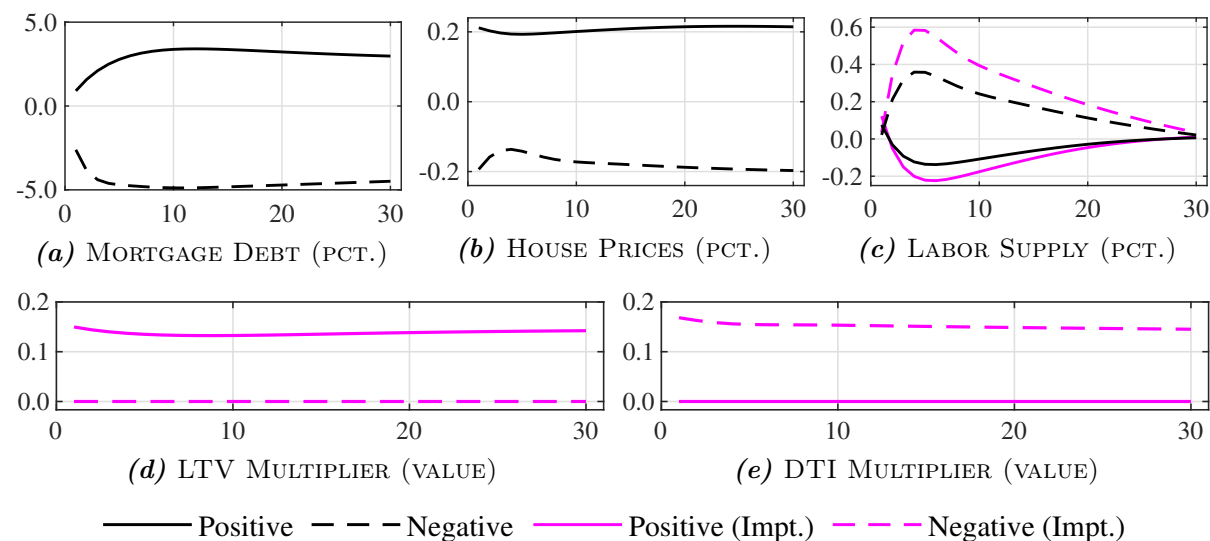 5.0
0.0
-5.0
0 10 20 30
(a) Mortgage Debt (pct.)
0.2
0.0
-0.2
0 10 20 30
(b) House Prices (pct.)
0.6
0.4
0.2
0.0
-0.2
0 10 20 30
(c) Labor Supply (pct.)
0.2
0.1
0.0
0 10 20 30
(d) LTV Multiplier (value)
0.2
0.1
0.0
0 10 20 30
(e) DTI Multiplier (value)
Positive Negative Positive (Impt.) Negative (Impt.)